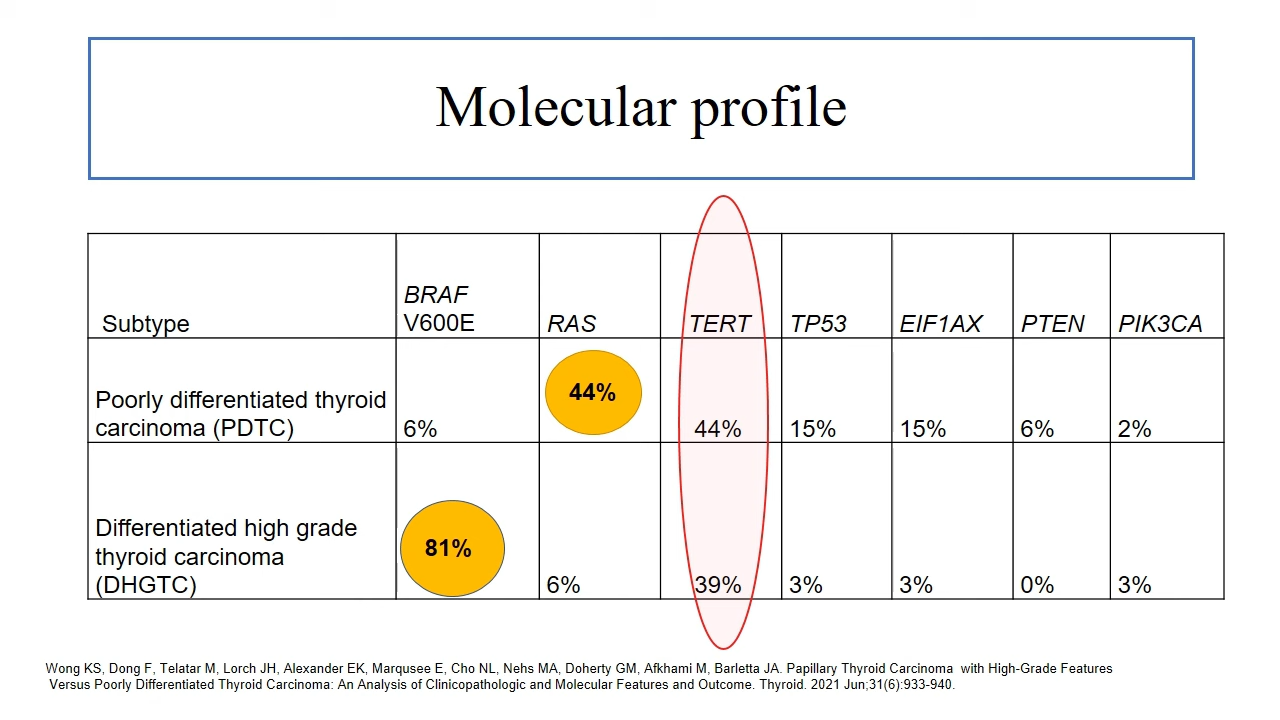 Molecular profile
Subtype
BRAF
V600E
RAS
TERT
TP53
EIF1AX
PTEN
PIK3CA
Poorly differentiated thyroid
carcinoma (PDTC)
6%
44%
44%
15%
15%
6%
2%
Differentiated high grade
thyroid carcinoma
(DHGTC)
81%
6%
39%
3%
3%
0%
3%
Wong KS, Dong F, Telatar M, Lorch JH, Alexander EK, Marqusee E, Cho NL, Nehs MA, Doherty GM, Afkhami M, Barletta JA. Papillary Thyroid Carcinoma with High-Grade Features
Versus Poorly Differentiated Thyroid Carcinoma: An Analysis of Clinicopathologic and Molecular Features and Outcome. Thyroid. 2021 Jun;31(6):933-940.